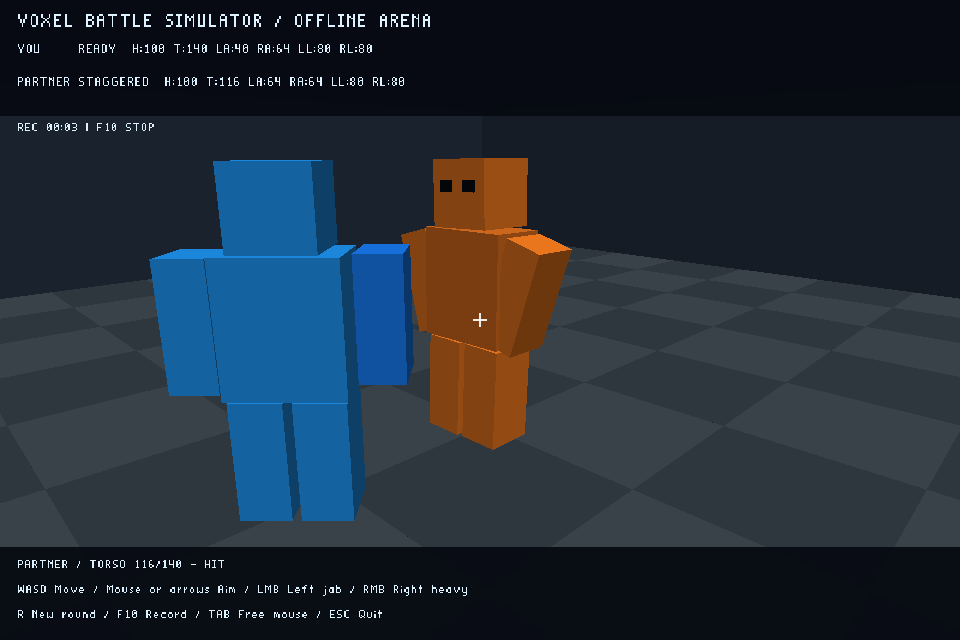 VOXEL BATTLE SIMULATOR / OFFLINE ARENA
YOU READY H:100 T:140 LA:40 RA:64 LL:80 RL:80
PARTNER STAGGERED H:100 T:116 LA:64 RA:64 LL:80 RL:80
REC 00:03 | F10 STOP
PARTNER / TORSO 116/140 - HIT
WASD Move / Mouse or arrows Aim / LMB Left jab / RMB Right heavy
R New round / F10 Record / TAB Free mouse / ESC Quit